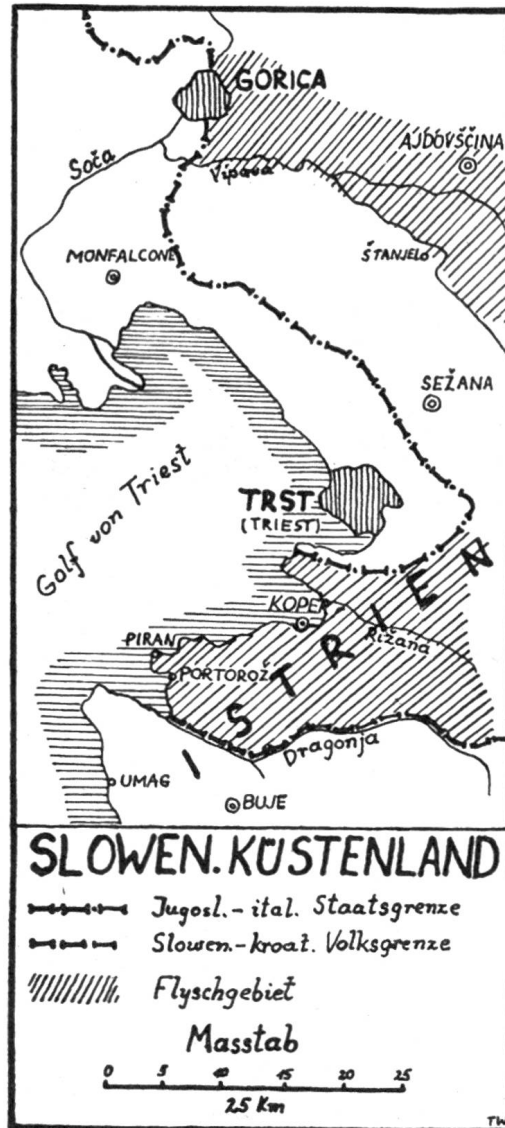 GORICA
AJDOVŠČINA
Soča
Vipava
MONFALCONE
ŠTANJEL
SEŽANA
Golf von Triest
TRST
(TRIEST)
KOPER
ISTRIEN
Rižana
PIRAN
PORTOROŽ
Dragonja
UMAG
BUJE
SLOWEN. KÜSTENLAND
Jugosl.-ital. Staatsgrenze
Slowen.-kroat. Volksgrenze
Flyschgebiet
Masstab
0 5 10 15 20 25
25 Km
TW